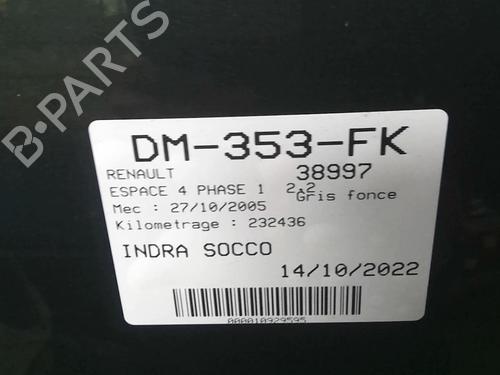 B-PARTS
DM-353-FK
RENAULT 38997
ESPACE 4 PHASE 1 2.2
Gris fonce
Mec : 27/10/2005
Kilometrage : 232436
INDRA SOCCO
14/10/2022
000010929595